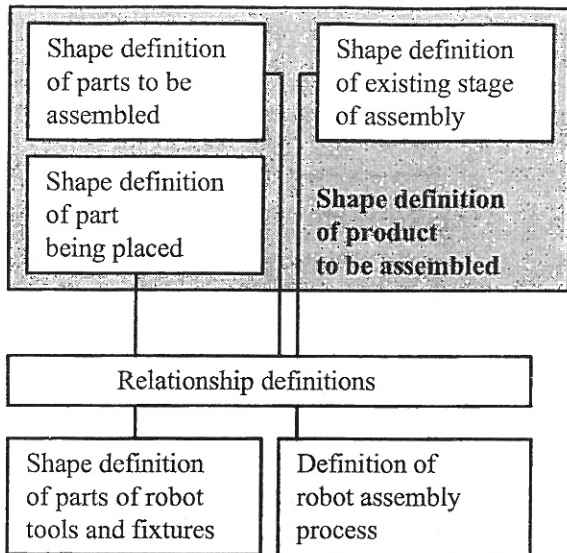 Shape definition
of parts to be
assembled
Shape definition
of existing stage
of assembly
Shape definition
of part
being placed
Shape definition
of product
to be assembled
Relationship definitions
Shape definition
of parts of robot
tools and fixtures
Definition of
robot assembly
process